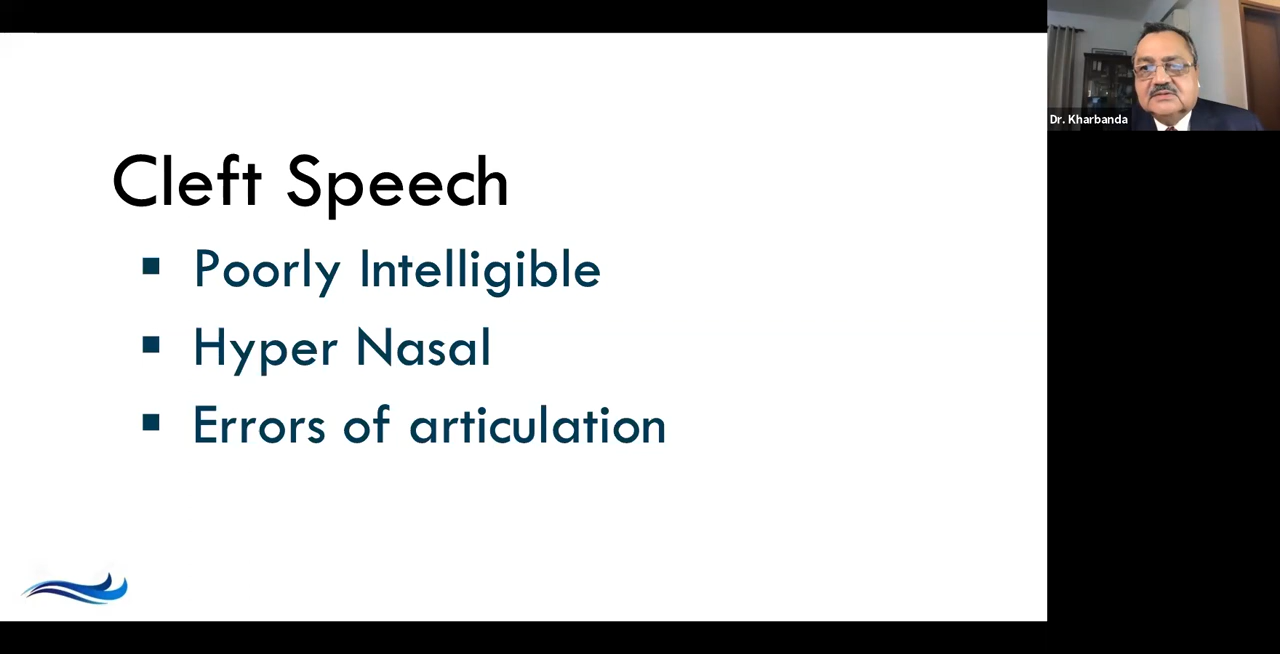 Cleft Speech
▪ Poorly Intelligible
▪ Hyper Nasal
▪ Errors of articulation
Dr. Kharbanda